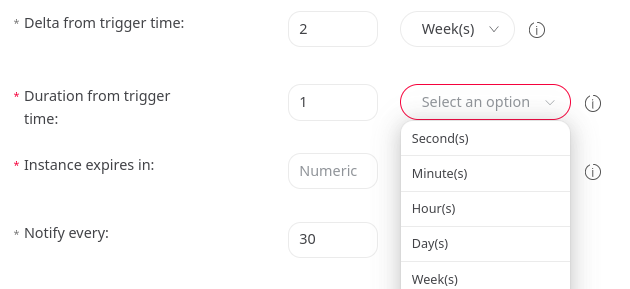 * Delta from trigger time: 2 Week(s)
* Duration from trigger time: 1 Select an option
Second(s)
Minute(s)
* Instance expires in: Numeric
Hour(s)
* Notify every: 30
Day(s)
Week(s)